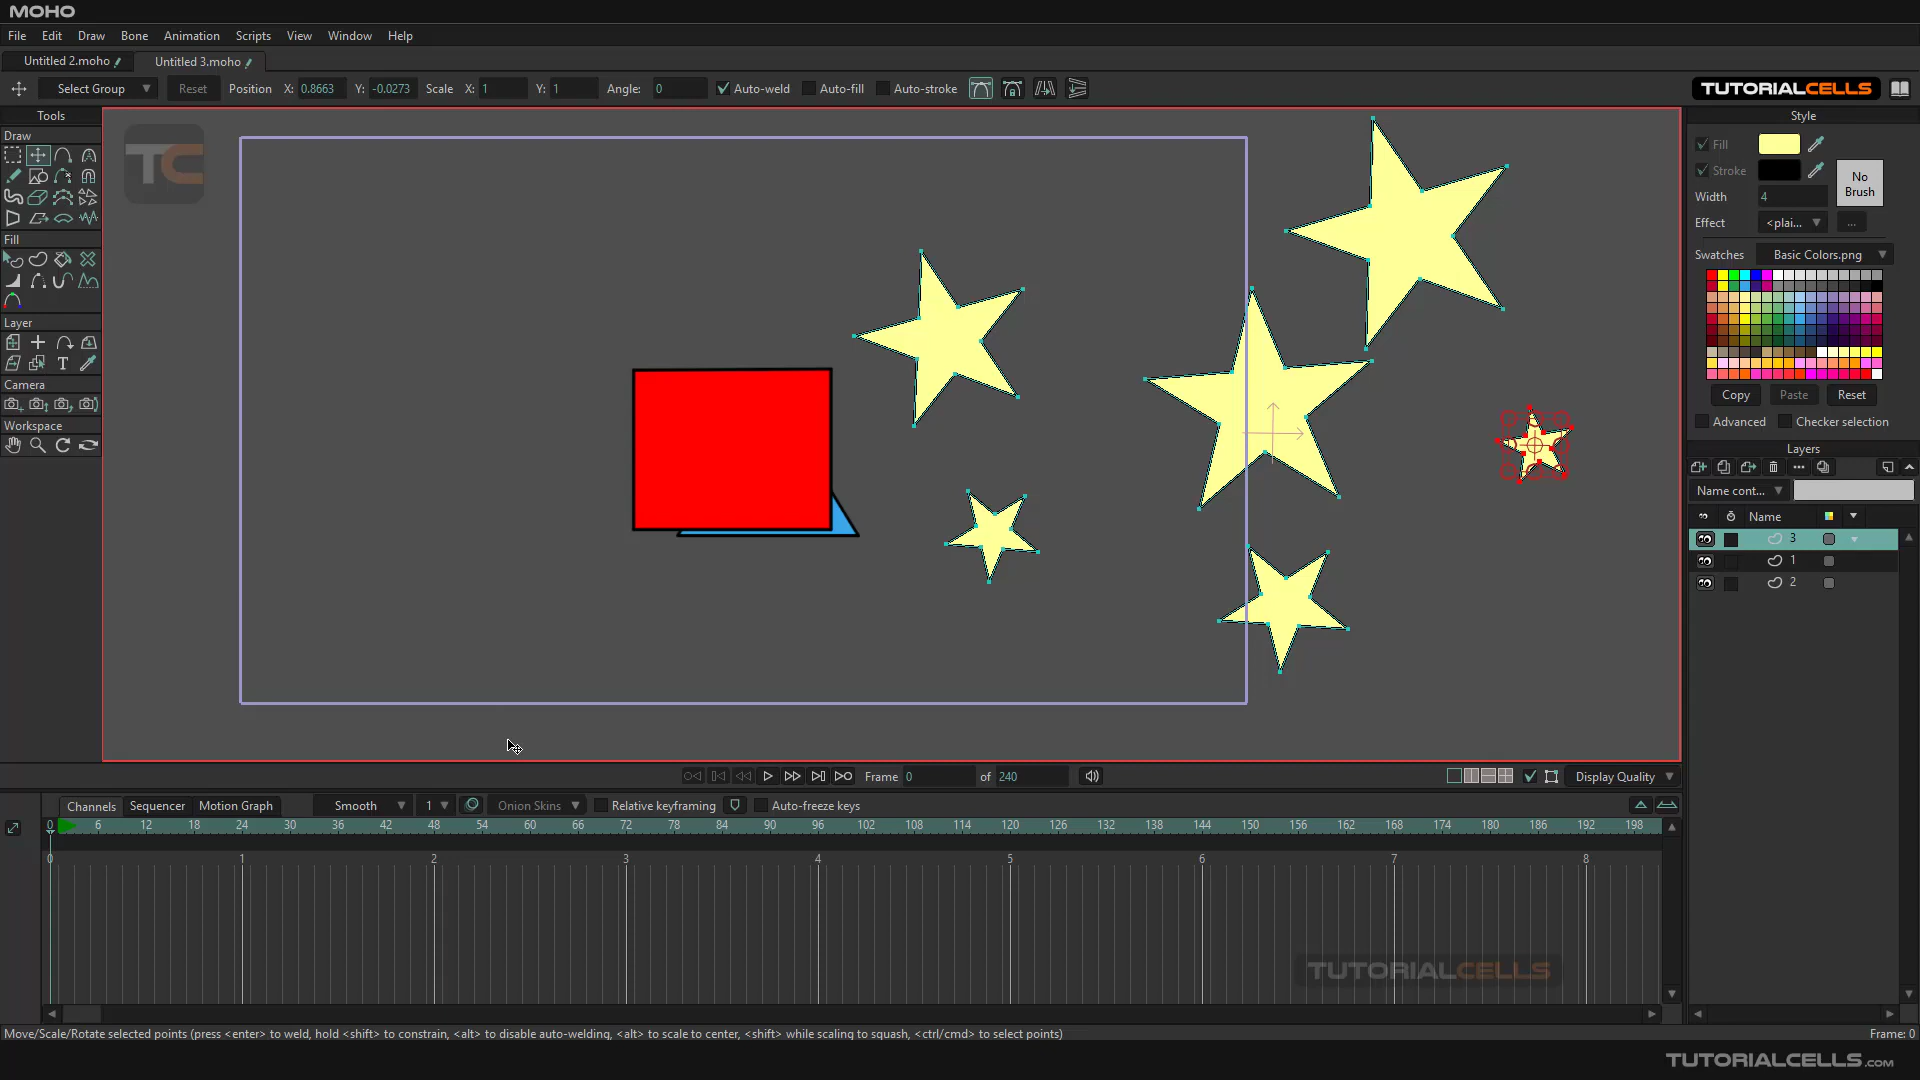 MOHO
File Edit Draw Bone Animation Scripts View Window Help
Untitled 2.moho Untitled 3.moho
Select Group Reset Position X: 0.8663 Y: -0.0273 Scale X: 1 Y: 1 Angle: 0 Auto-weld Auto-fill Auto-stroke TUTORIALCELLS
Tools
Draw
Fill
Layer
T
Camera
Workspace
TC
Style
Fill
Stroke
No Brush
Width 4
Effect <plai... ...
Swatches Basic Colors.png
Copy Paste Reset
Advanced Checker selection
Layers
Name cont...
Name
3
1
2
Frame 0 of 240 Display Quality
Channels Sequencer Motion Graph Smooth 1 Onion Skins Relative keyframing Auto-freeze keys
0 6 12 18 24 30 36 42 48 54 60 66 72 78 84 90 96 102 108 114 120 126 132 138 144 150 156 162 168 174 180 186 192 198
0 1 2 3 4 5 6 7 8
TUTORIALCELLS
Move/Scale/Rotate selected points (press <enter> to weld, hold <shift> to constrain, <alt> to disable auto-welding, <alt> to scale to center, <shift> while scaling to squash, <ctrl/cmd> to select points) Frame: 0
TUTORIALCELLS.COM